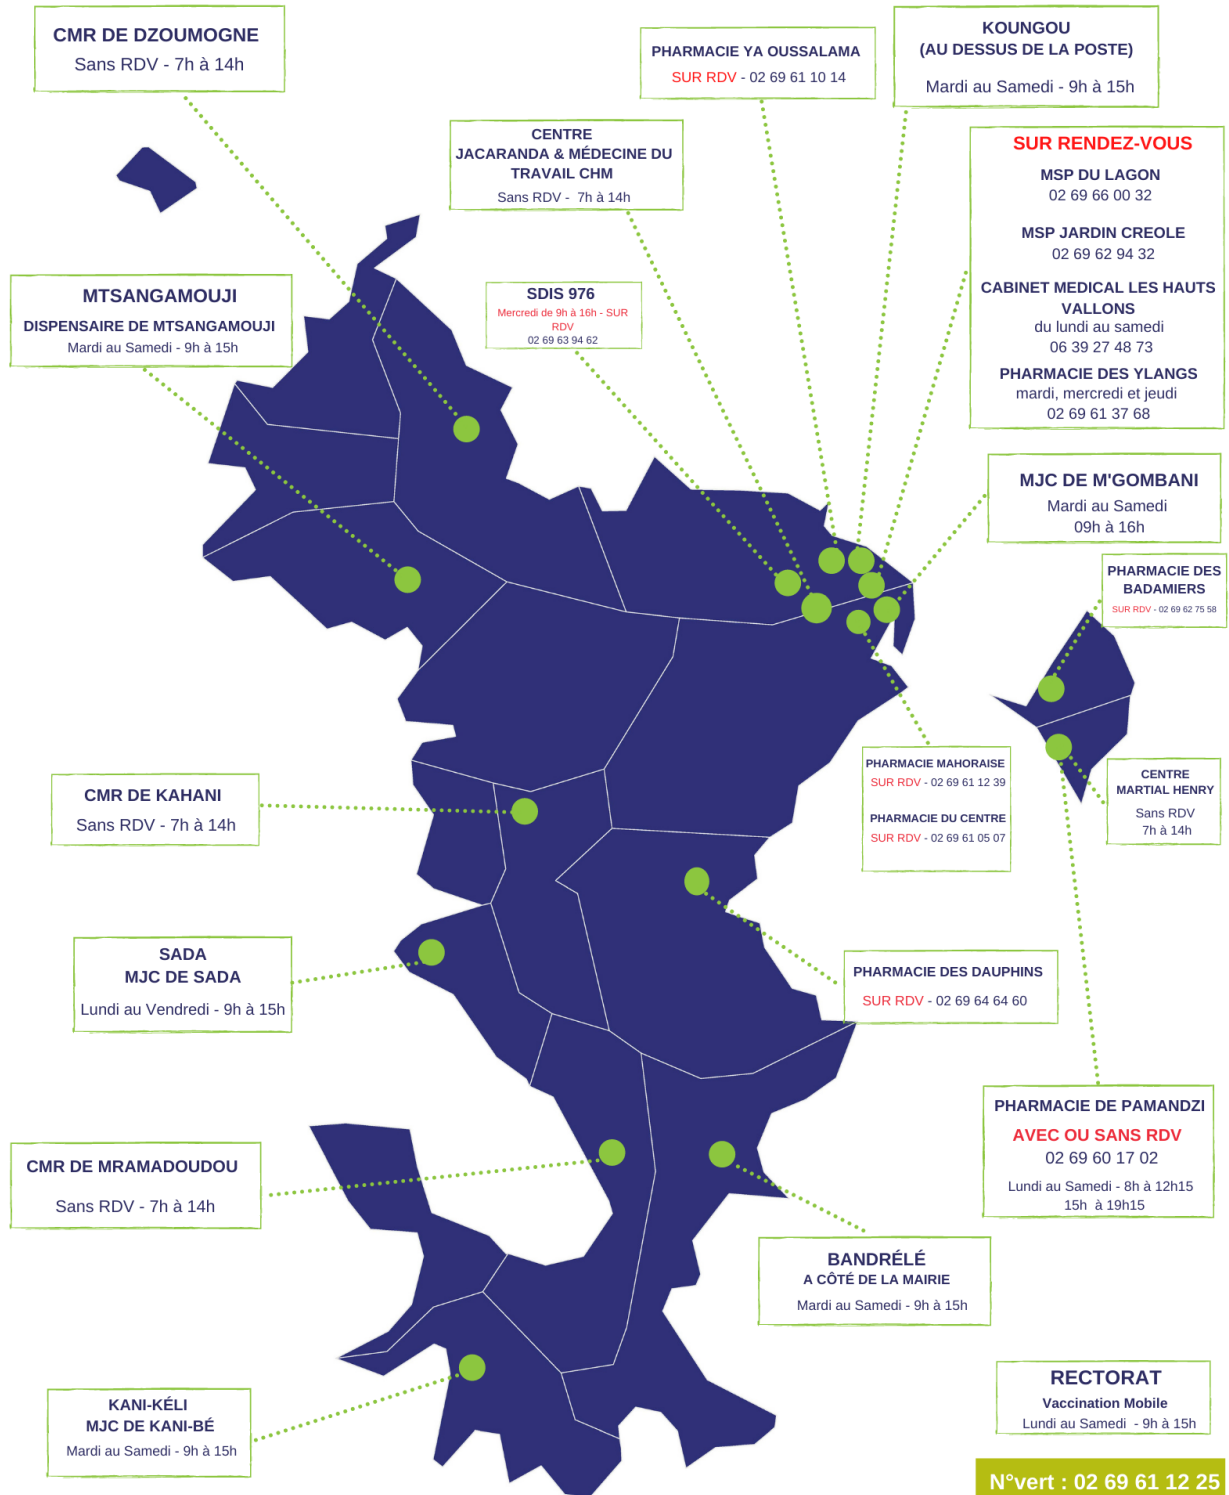 CMR DE DZOUMOGNE
Sans RDV - 7h à 14h
PHARMACIE YA OUSSALAMA
SUR RDV - 02 69 61 10 14
KOUNGOU
(AU DESSUS DE LA POSTE)
Mardi au Samedi - 9h à 15h
CENTRE
JACARANDA & MÉDECINE DU
TRAVAIL CHM
Sans RDV - 7h à 14h
SUR RENDEZ-VOUS
MSP DU LAGON
02 69 66 00 32
MSP JARDIN CREOLE
02 69 62 94 32
CABINET MEDICAL LES HAUTS
VALLONS
du lundi au samedi
06 39 27 48 73
PHARMACIE DES YLANGS
mardi, mercredi et jeudi
02 69 61 37 68
MTSANGAMOUJI
DISPENSAIRE DE MTSANGAMOUJI
Mardi au Samedi - 9h à 15h
SDIS 976
Mercredi de 9h à 16h - SUR
RDV
02 69 63 94 62
MJC DE M'GOMBANI
Mardi au Samedi
09h à 16h
PHARMACIE DES
BADAMIERS
SUR RDV - 02 69 62 75 58
PHARMACIE MAHORAISE
SUR RDV - 02 69 61 12 39
PHARMACIE DU CENTRE
SUR RDV - 02 69 61 05 07
CENTRE
MARTIAL HENRY
Sans RDV
7h à 14h
CMR DE KAHANI
Sans RDV - 7h à 14h
SADA
MJC DE SADA
Lundi au Vendredi - 9h à 15h
PHARMACIE DES DAUPHINS
SUR RDV - 02 69 64 64 60
PHARMACIE DE PAMANDZI
AVEC OU SANS RDV
02 69 60 17 02
Lundi au Samedi - 8h à 12h15
15h à 19h15
CMR DE MRAMADOUDOU
Sans RDV - 7h à 14h
BANDRÉLÉ
A CÔTÉ DE LA MAIRIE
Mardi au Samedi - 9h à 15h
KANI-KÉLI
MJC DE KANI-BÉ
Mardi au Samedi - 9h à 15h
RECTORAT
Vaccination Mobile
Lundi au Samedi - 9h à 15h
N°vert : 02 69 61 12 25